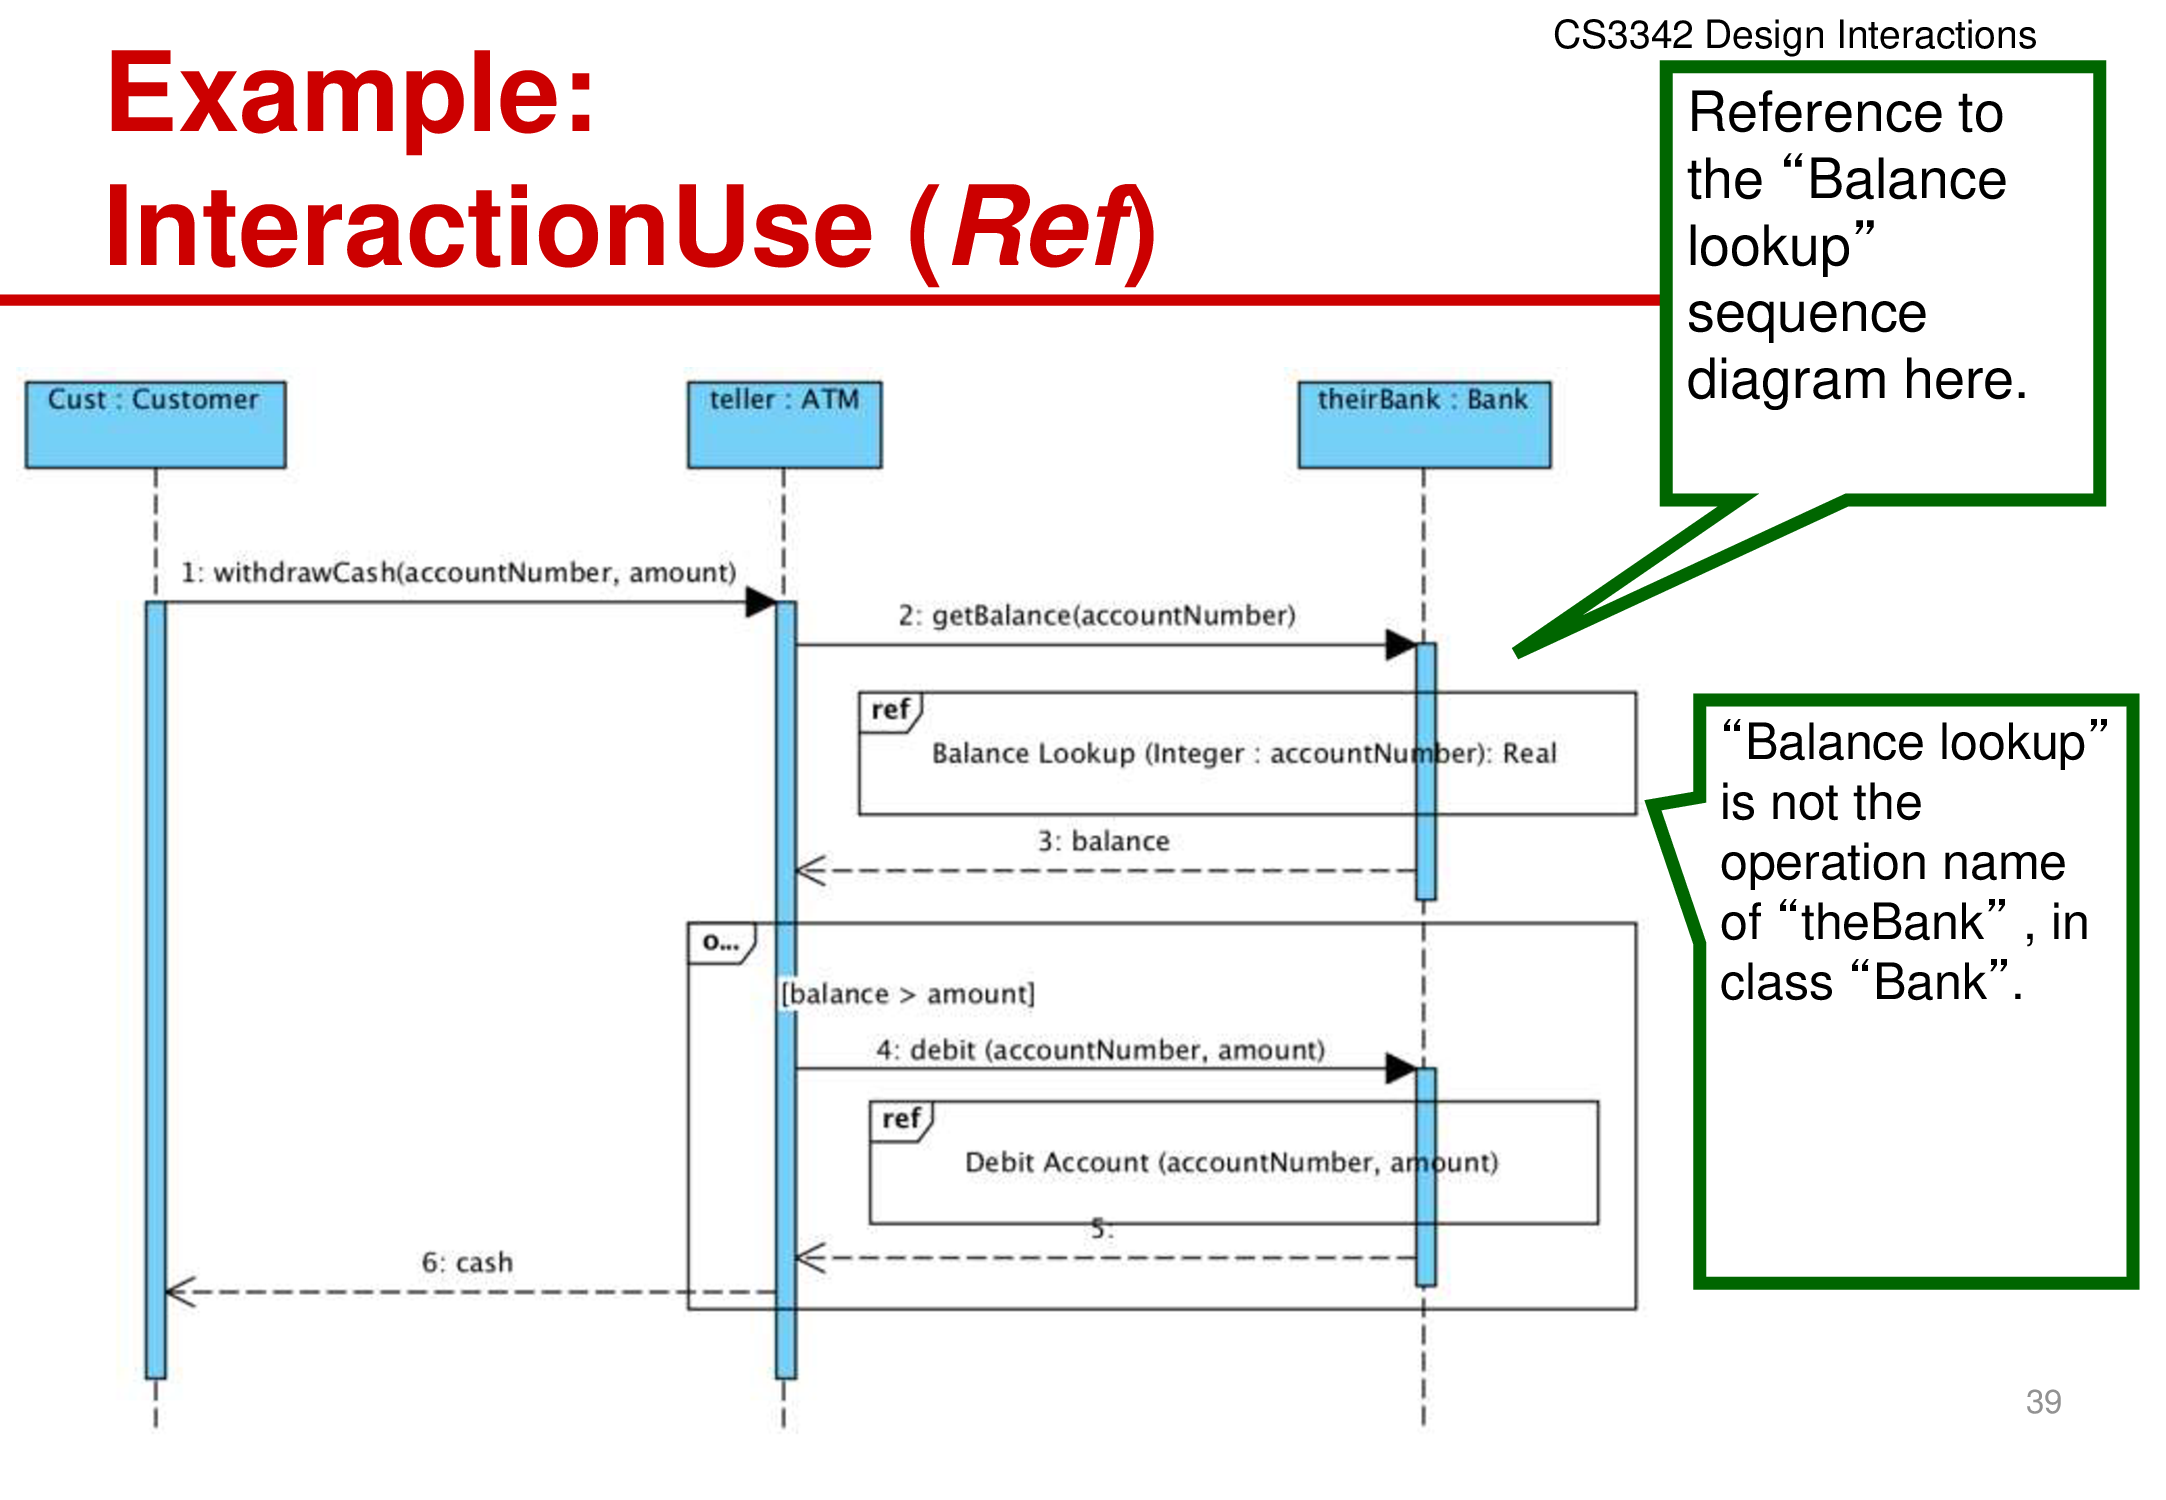 CS3342 Design Interactions
Example:
InteractionUse (Ref)
Reference to
the “Balance
lookup”
sequence
diagram here.
Cust : Customer
teller : ATM
theirBank : Bank
1: withdrawCash(accountNumber, amount)
2: getBalance(accountNumber)
ref
Balance Lookup (Integer : accountNumber): Real
“Balance lookup”
is not the
operation name
of “theBank” , in
class “Bank”.
3: balance
o...
[balance > amount]
4: debit (accountNumber, amount)
ref
Debit Account (accountNumber, amount)
5:
6: cash
39